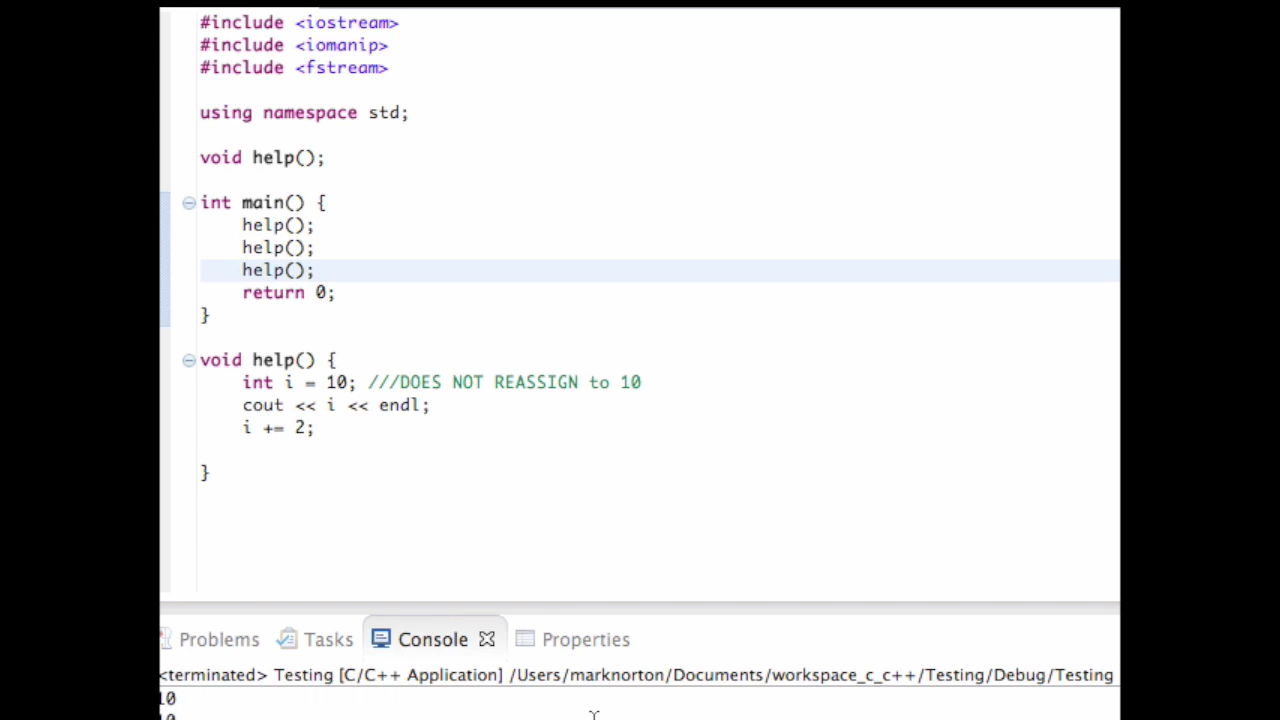 #include <iostream>
#include <iomanip>
#include <fstream>
using namespace std;
void help();
int main() {
help();
help();
help();
return 0;
}
void help() {
int i = 10; ///DOES NOT REASSIGN to 10
cout << i << endl;
i += 2;
}
Problems Tasks Console Properties
<terminated> Testing [C/C++ Application] /Users/marknorton/Documents/workspace_c_c++/Testing/Debug/Testing
10
10